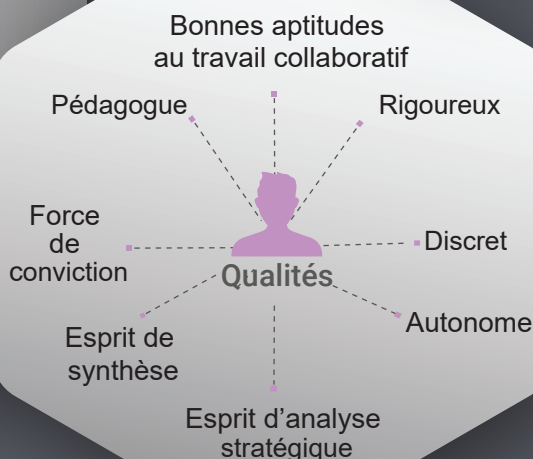 Bonnes aptitudes
au travail collaboratif
Pédagogue
Rigoureux
Force
de
conviction
Discret
Qualités
Autonome
Esprit de
synthèse
Esprit d’analyse
stratégique